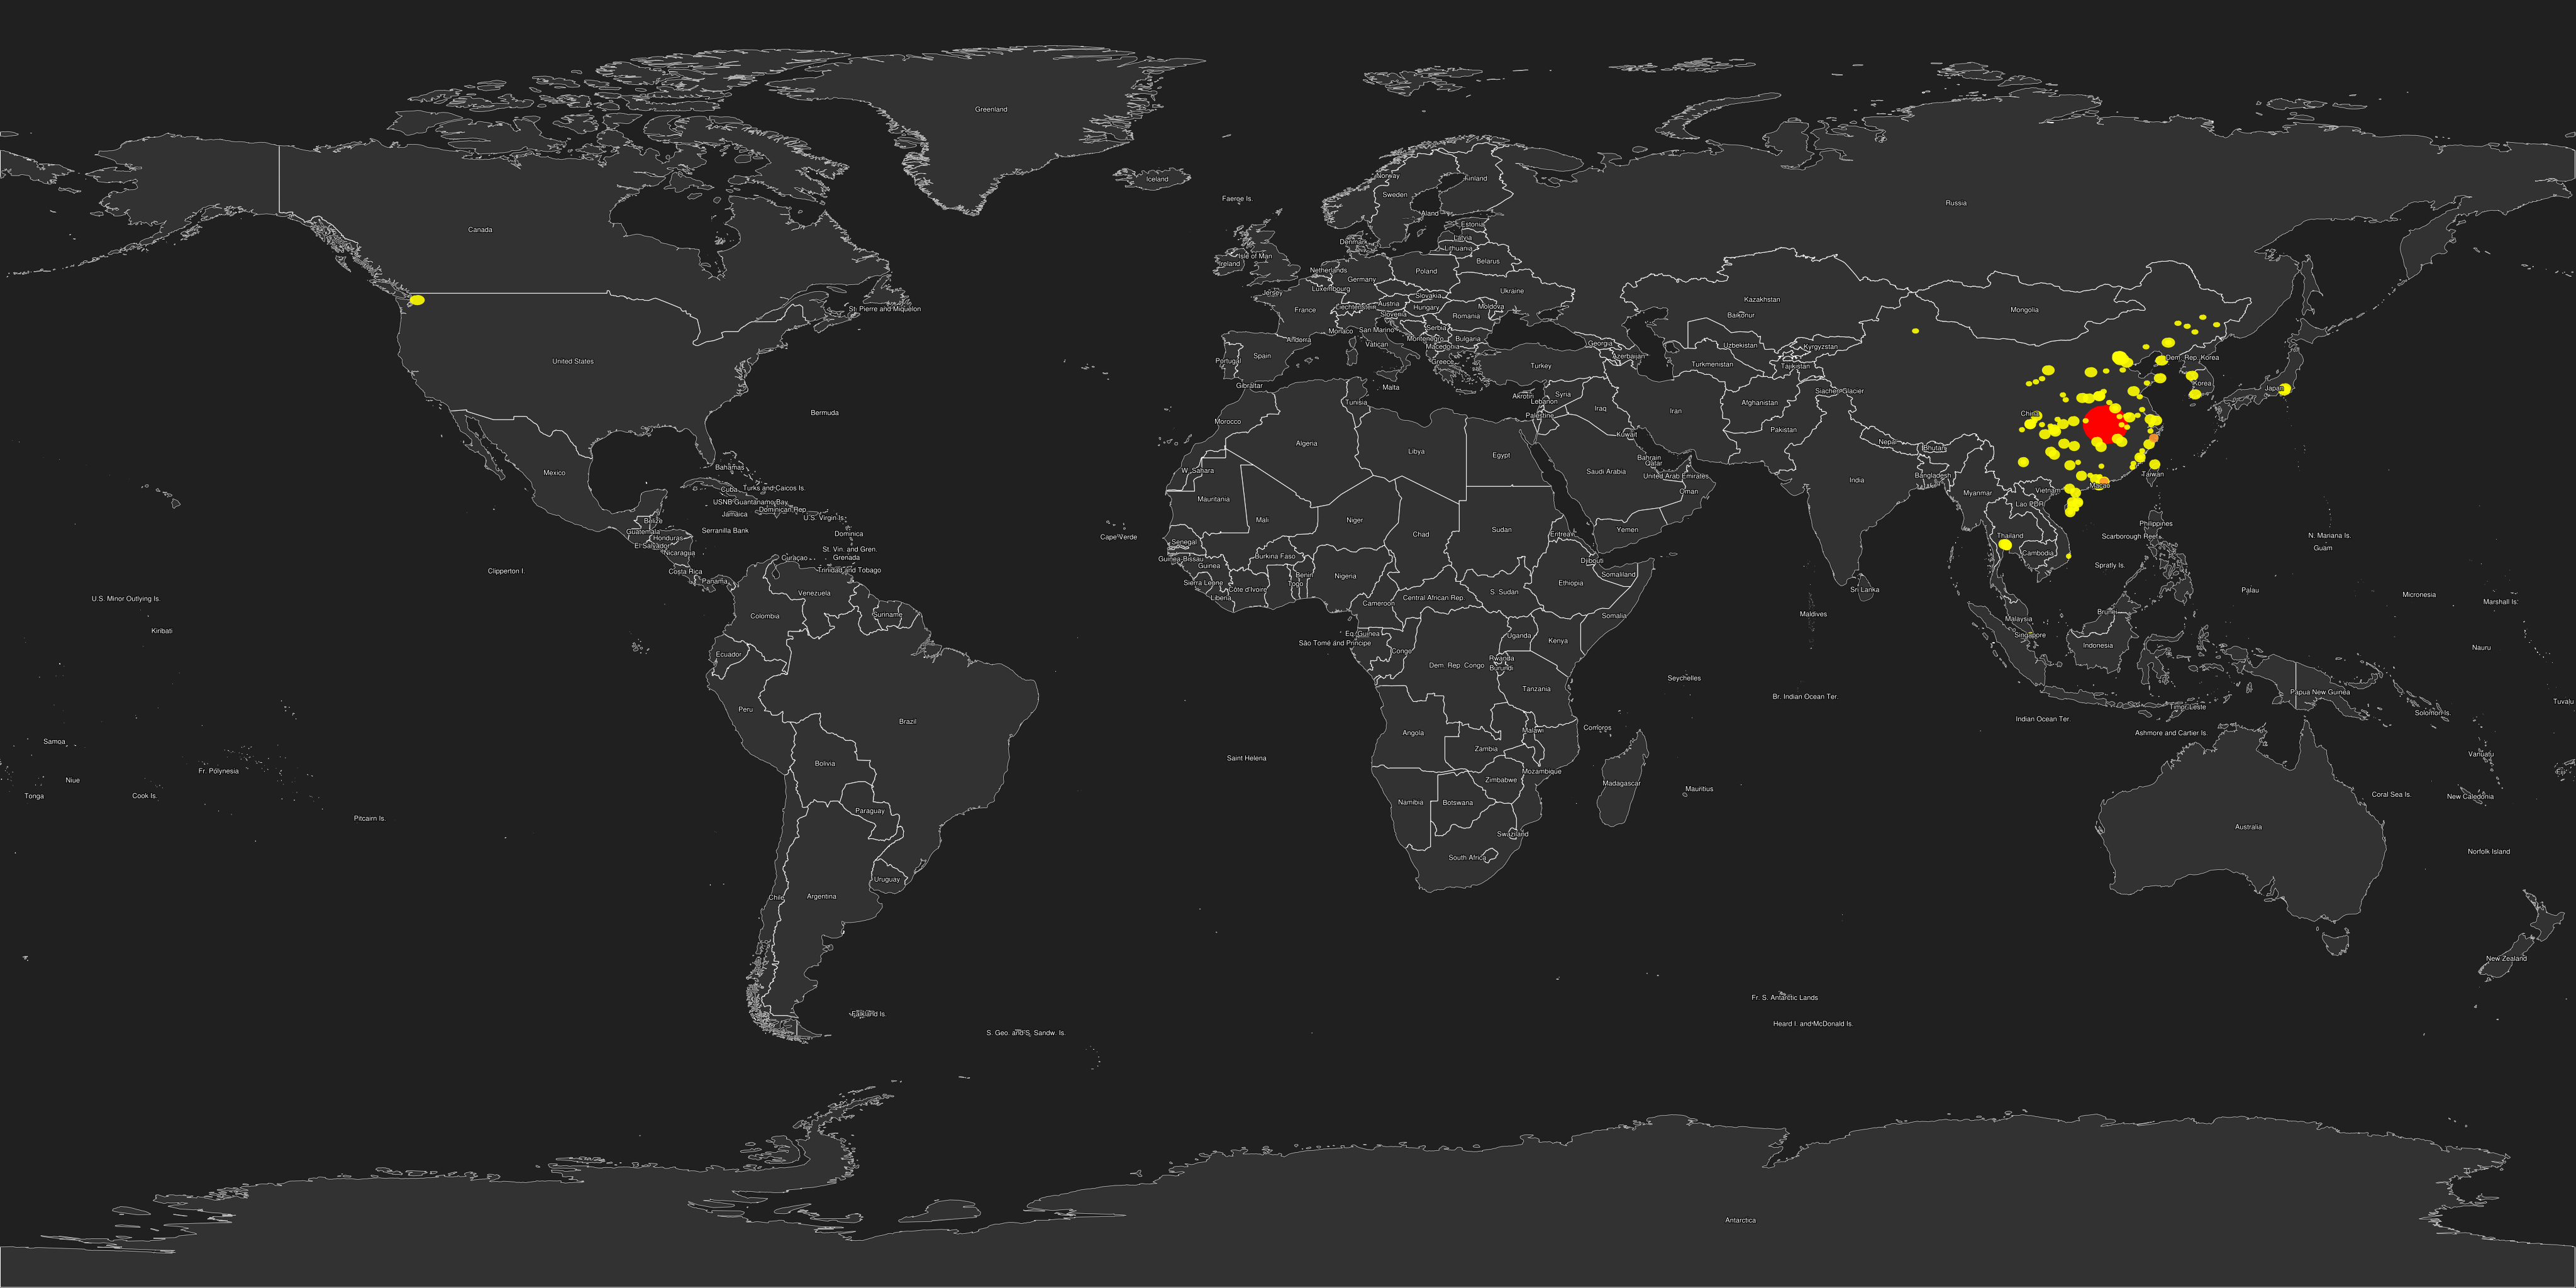 Greenland
Iceland
Norway
Finland
Sweden
Faeroe Is.
Russia
Canada
Aland
Estonia
Latvia
Denmark
Lithuania
Isle of Man
Ireland
Belarus
Netherlands
Poland
Germany
Luxembourg
Ukraine
Jersey
Slovakia
Kazakhstan
Liechtenstein
Austria
Hungary
Moldova
St. Pierre and Miquelon
France
Slovenia
Romania
Mongolia
Baikonur
Monaco
San Marino
Serbia
Andorra
Montenegro
Bulgaria
Vatican
Macedonia
Georgia
Uzbekistan
Kyrgyzstan
Azerbaijan
Portugal
Spain
Greece
Dem. Rep. Korea
United States
Turkey
Turkmenistan
Tajikistan
Gibraltar
Malta
Korea
Japan
Siachen Glacier
Akrotiri
Syria
Lebanon
Tunisia
Afghanistan
Iraq
Iran
Bermuda
Palestine
China
Morocco
Pakistan
Kuwait
Algeria
Nepal
Bhutan
Libya
Egypt
Bahrain
Qatar
Bahamas
W. Sahara
Saudi Arabia
Mexico
United Arab Emirates
Bangladesh
Taiwan
India
Macao
Cuba
Turks and Caicos Is.
Oman
Myanmar
Vietnam
Mauritania
USNB Guantanamo Bay
Lao PDR
Dominican Rep.
Jamaica
U.S. Virgin Is.
Mali
Niger
Belize
Philippines
Serranilla Bank
Sudan
Yemen
Guatemala
Dominica
Chad
Eritrea
Thailand
N. Mariana Is.
Cape Verde
Honduras
Scarborough Reef
Senegal
El Salvador
Guam
St. Vin. and Gren.
Nicaragua
Cambodia
Burkina Faso
Grenada
Curaçao
Guinea-Bissau
Djibouti
Guinea
Spratly Is.
Trinidad and Tobago
Costa Rica
Clipperton I.
Benin
Nigeria
Somaliland
Panama
Sierra Leone
Togo
Ethiopia
Côte d'Ivoire
Sri Lanka
Palau
Venezuela
S. Sudan
Micronesia
Liberia
Central African Rep.
U.S. Minor Outlying Is.
Marshall Is.
Cameroon
Brunei
Maldives
Suriname
Colombia
Somalia
Malaysia
Kiribati
Eq. Guinea
Uganda
Singapore
Kenya
São Tomé and Principe
Indonesia
Nauru
Congo
Ecuador
Rwanda
Dem. Rep. Congo
Burundi
Seychelles
Tanzania
Papua New Guinea
Br. Indian Ocean Ter.
Tuvalu
Timor-Leste
Peru
Solomon Is.
Indian Ocean Ter.
Brazil
Comoros
Malawi
Angola
Ashmore and Cartier Is.
Samoa
Zambia
Vanuatu
Saint Helena
Bolivia
Fr. Polynesia
Mozambique
Fiji
Niue
Zimbabwe
Madagascar
Mauritius
Coral Sea Is.
Tonga
Cook Is.
New Caledonia
Namibia
Botswana
Paraguay
Pitcairn Is.
Australia
Swaziland
Norfolk Island
South Africa
Uruguay
Argentina
Chile
New Zealand
Fr. S. Antarctic Lands
Falkland Is.
Heard I. and McDonald Is.
S. Geo. and S. Sandw. Is.
Antarctica